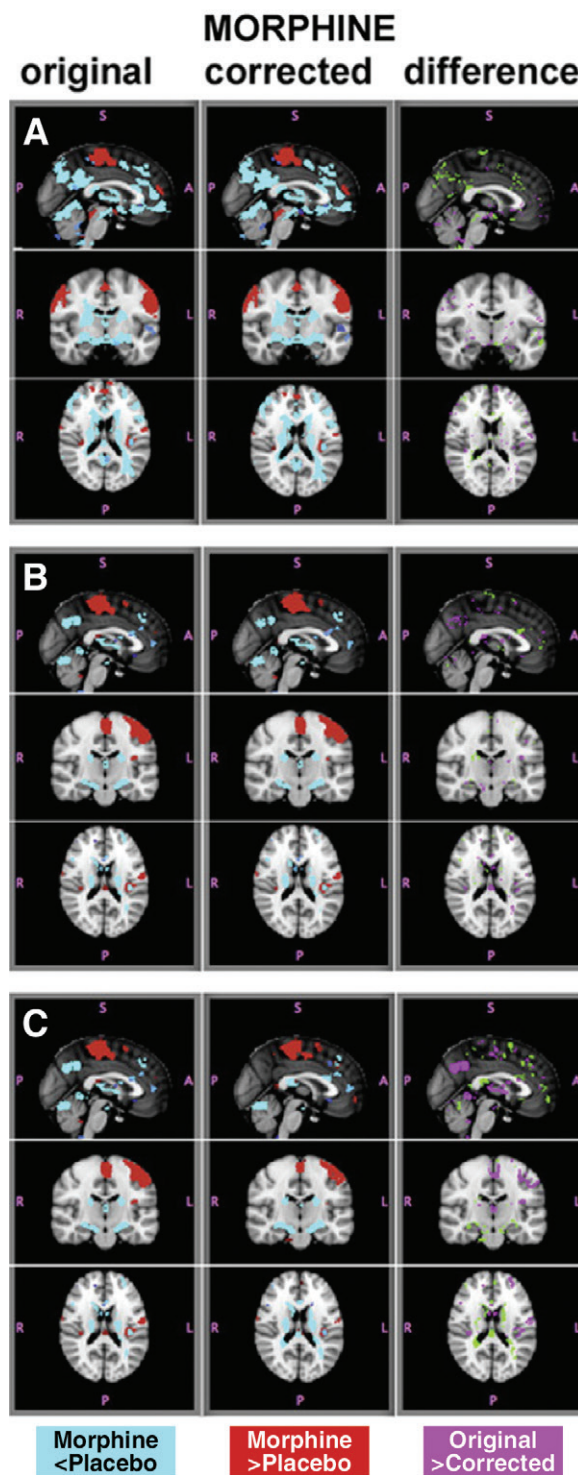 MORPHINE
original corrected difference
A
S S S
P A P A P A
R L R L R L
R L R L R L
P P P
B
S S S
P A P A P A
R L R L R L
R L R L R L
P P P
C
S S S
P A P A P A
R L R L R L
R L R L R L
P P P
Morphine Morphine Original
<Placebo >Placebo >Corrected